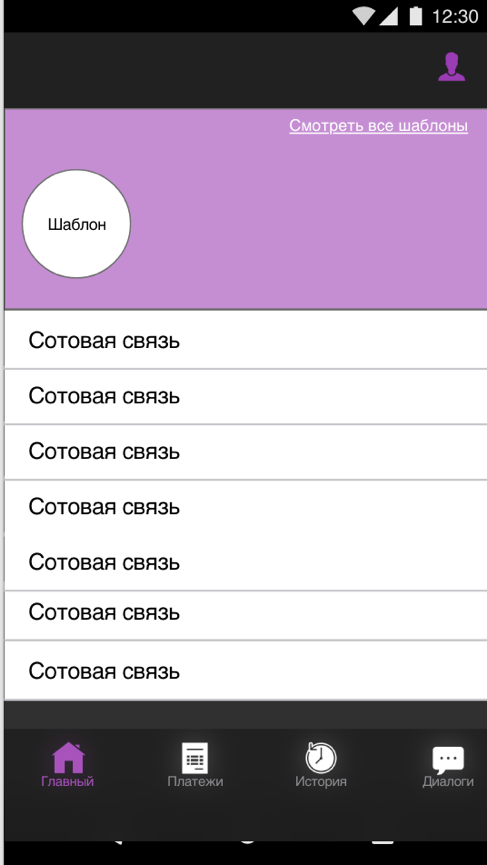 12:30
Смотреть все шаблоны
Шаблон
Сотовая связь
Сотовая связь
Сотовая связь
Сотовая связь
Сотовая связь
Сотовая связь
Сотовая связь
Главный Платежи История Диалоги